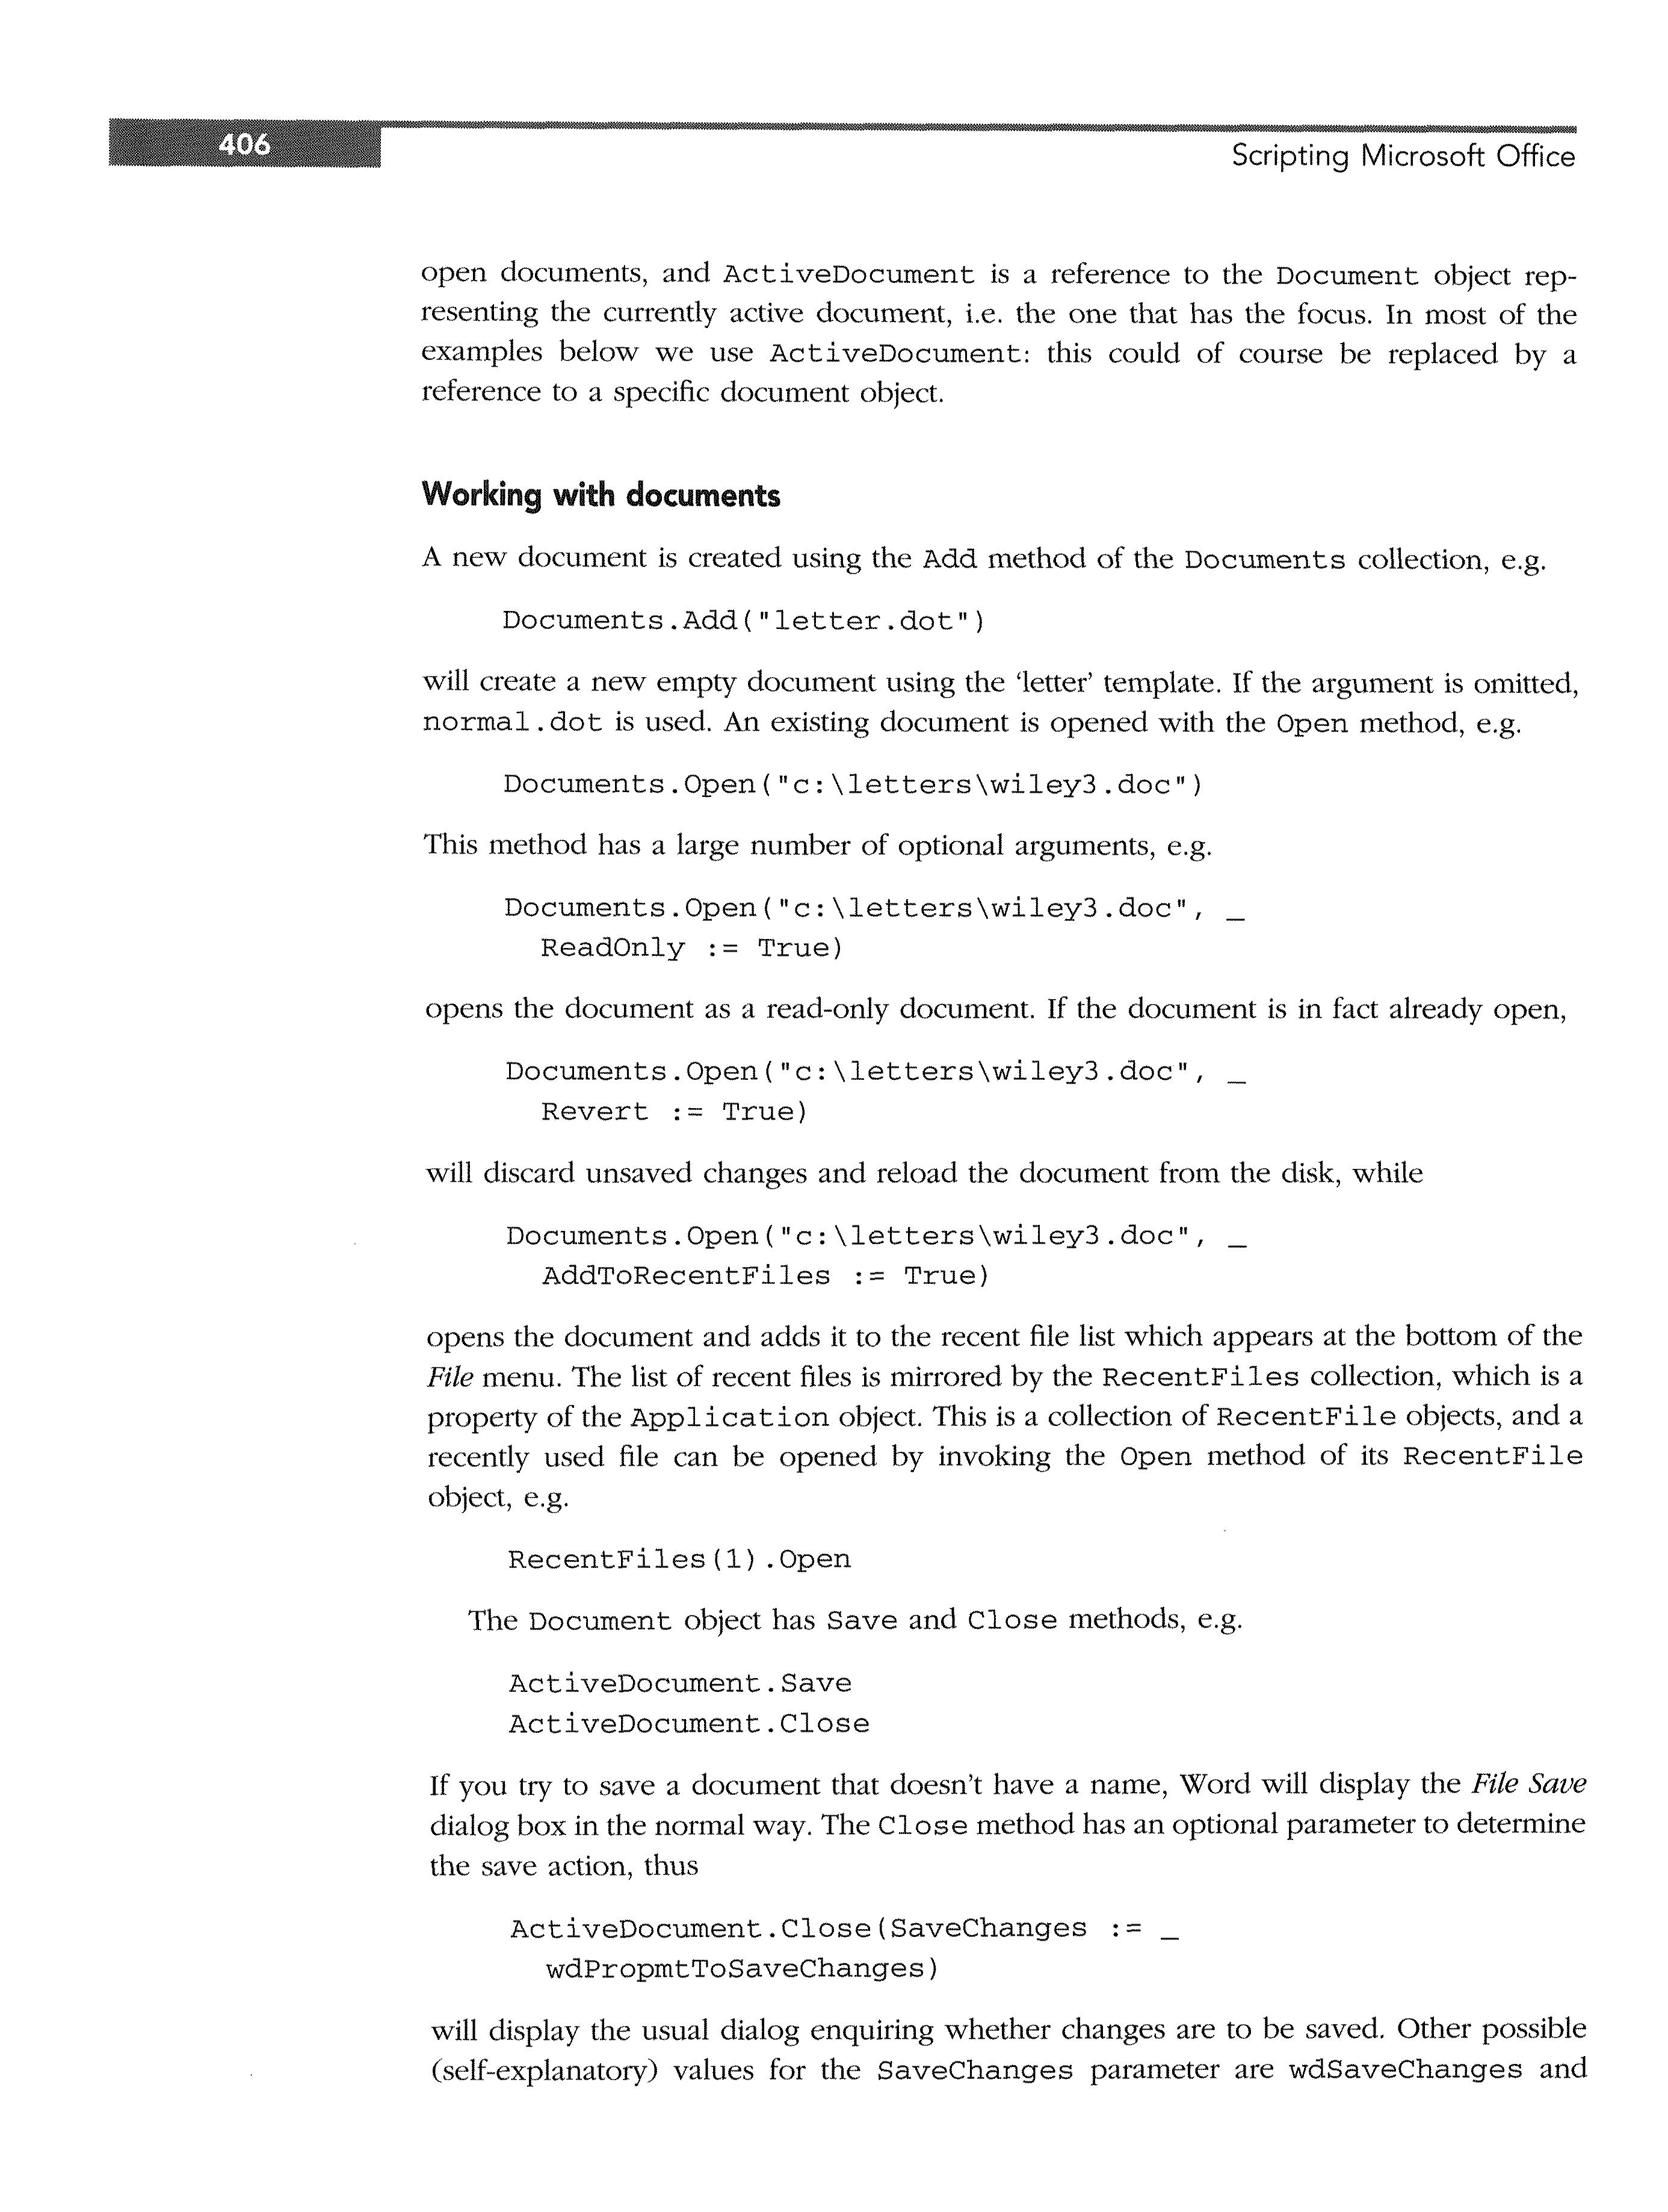 406
Scripting Microsoft Office
open documents, and ActiveDocument is a reference to the Document object rep-
resenting the currently active document, i.e. the one that has the focus. In most of the
examples below we use ActiveDocument: this could of course be replaced by a
reference to a specific document object.
Working with documents
A new document is created using the Add method of the Documents collection, e.g.
Documents.Add("letter.dot")
will create a new empty document using the ‘letter’ template. If the argument is omitted,
normal.dot is used. An existing document is opened with the Open method, e.g.
Documents.Open("c:\letters\wiley3.doc")
This method has a large number of optional arguments, e.g.
Documents.Open("c:\letters\wiley3.doc", _
ReadOnly := True)
opens the document as a read-only document. If the document is in fact already open,
Documents.Open("c:\letters\wiley3.doc", _
Revert := True)
will discard unsaved changes and reload the document from the disk, while
Documents.Open("c:\letters\wiley3.doc", _
AddToRecentFiles := True)
opens the document and adds it to the recent file list which appears at the bottom of the
File menu. The list of recent files is mirrored by the RecentFiles collection, which is a
property of the Application object. This is a collection of RecentFile objects, and a
recently used file can be opened by invoking the Open method of its RecentFile
object, e.g.
RecentFiles(1).Open
The Document object has Save and Close methods, e.g.
ActiveDocument.Save
ActiveDocument.Close
If you try to save a document that doesn't have a name, Word will display the File Save
dialog box in the normal way. The Close method has an optional parameter to determine
the save action, thus
ActiveDocument.Close(SaveChanges := _
wdPropmtToSaveChanges)
will display the usual dialog enquiring whether changes are to be saved. Other possible
(self-explanatory) values for the SaveChanges parameter are wdSaveChanges and